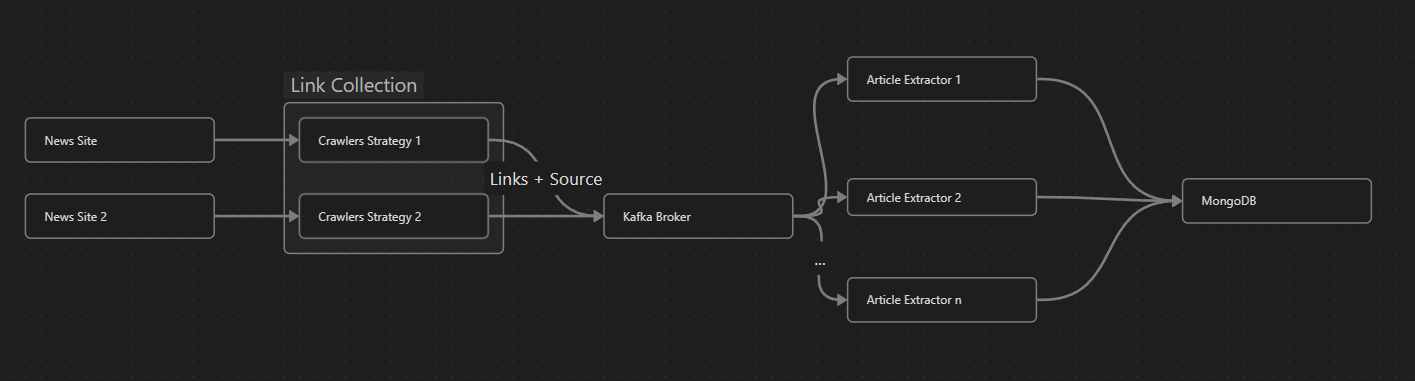 Link Collection
News Site
Crawlers Strategy 1
Links + Source
News Site 2
Crawlers Strategy 2
Kafka Broker
Article Extractor 1
Article Extractor 2
...
Article Extractor n
MongoDB